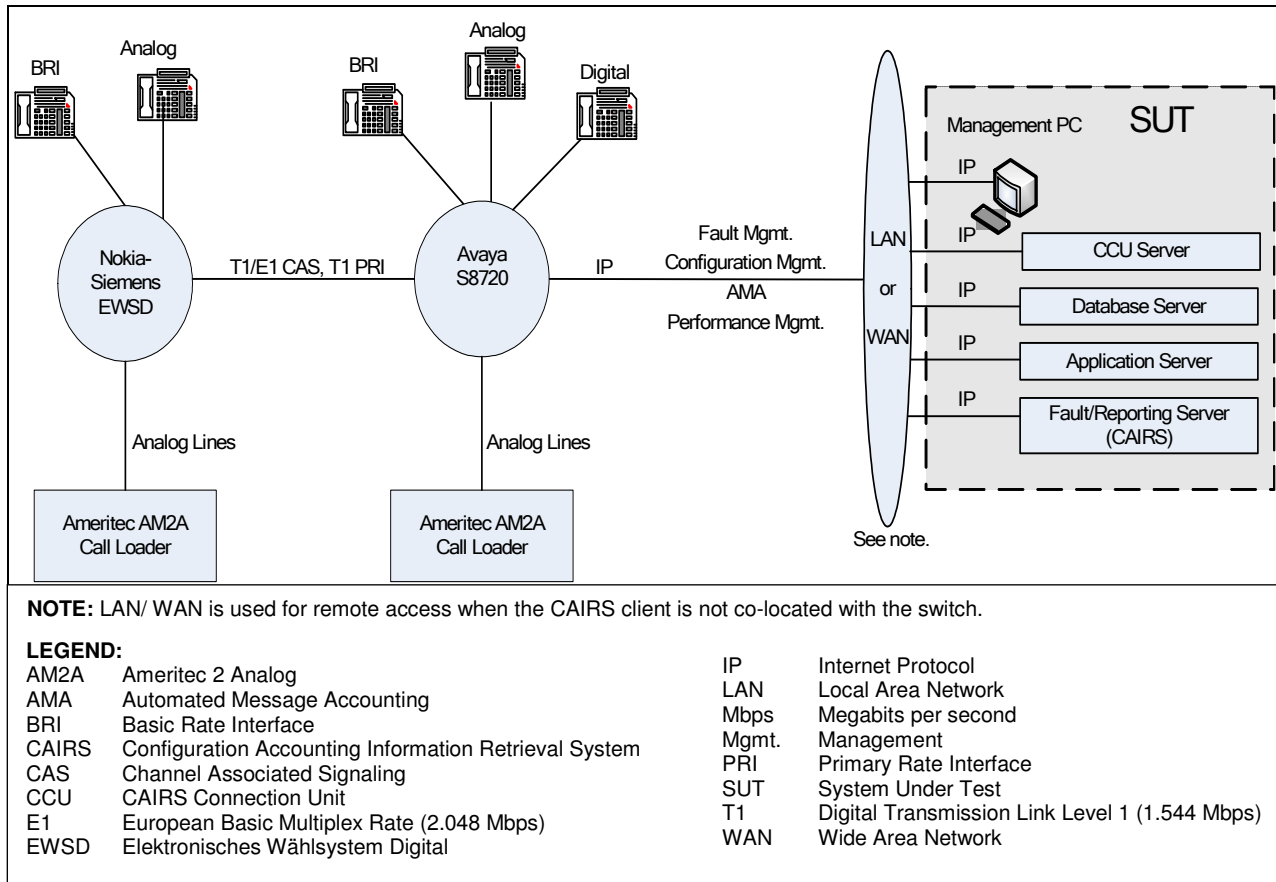 BRI
Analog
BRI
Analog
Digital
Management PC
SUT
IP
IP
CCU Server
IP
Database Server
IP
Application Server
IP
Fault/Reporting Server
(CAIRS)
Nokia-
Siemens
EWSD
T1/E1 CAS, T1 PRI
Avaya
S8720
IP
Fault Mgmt.
Configuration Mgmt.
AMA
Performance Mgmt.
LAN
or
WAN
Analog Lines
Analog Lines
Ameritec AM2A
Call Loader
Ameritec AM2A
Call Loader
See note.
NOTE: LAN/ WAN is used for remote access when the CAIRS client is not co-located with the switch.
LEGEND:
AM2A Ameritec 2 Analog
AMA Automated Message Accounting
BRI Basic Rate Interface
CAIRS Configuration Accounting Information Retrieval System
CAS Channel Associated Signaling
CCU CAIRS Connection Unit
E1 European Basic Multiplex Rate (2.048 Mbps)
EWSD Elektronisches Wählsystem Digital
IP Internet Protocol
LAN Local Area Network
Mbps Megabits per second
Mgmt. Management
PRI Primary Rate Interface
SUT System Under Test
T1 Digital Transmission Link Level 1 (1.544 Mbps)
WAN Wide Area Network